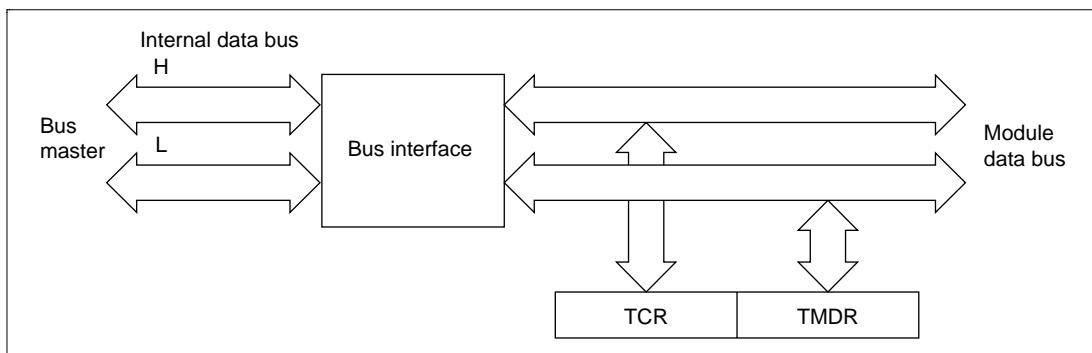 Internal data bus
H
Bus
master
L
Bus interface
Module
data bus
TCR
TMDR